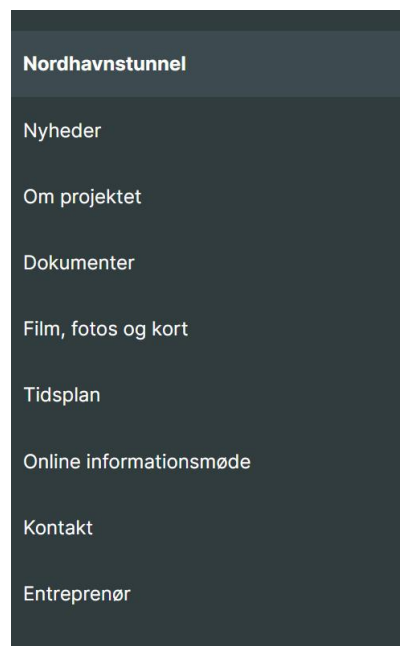 Nordhavnstunnel
Nyheder
Om projektet
Dokumenter
Film, fotos og kort
Tidsplan
Online informationsmøde
Kontakt
Entreprenør